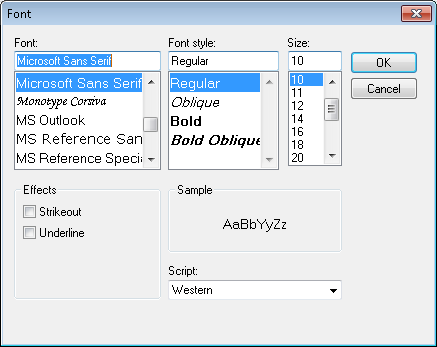 Font
Font: Font style: Size:
Microsoft Sans Serif Regular 10 OK
Microsoft Sans Serif Regular 10 Cancel
Monotype Corsiva Oblique 11
MS Outlook Bold 12
MS Reference San Bold Oblique 14
MS Reference Specia 16
18
20
Effects Sample
Strikeout AaBbYyZz
Underline
Script:
Western